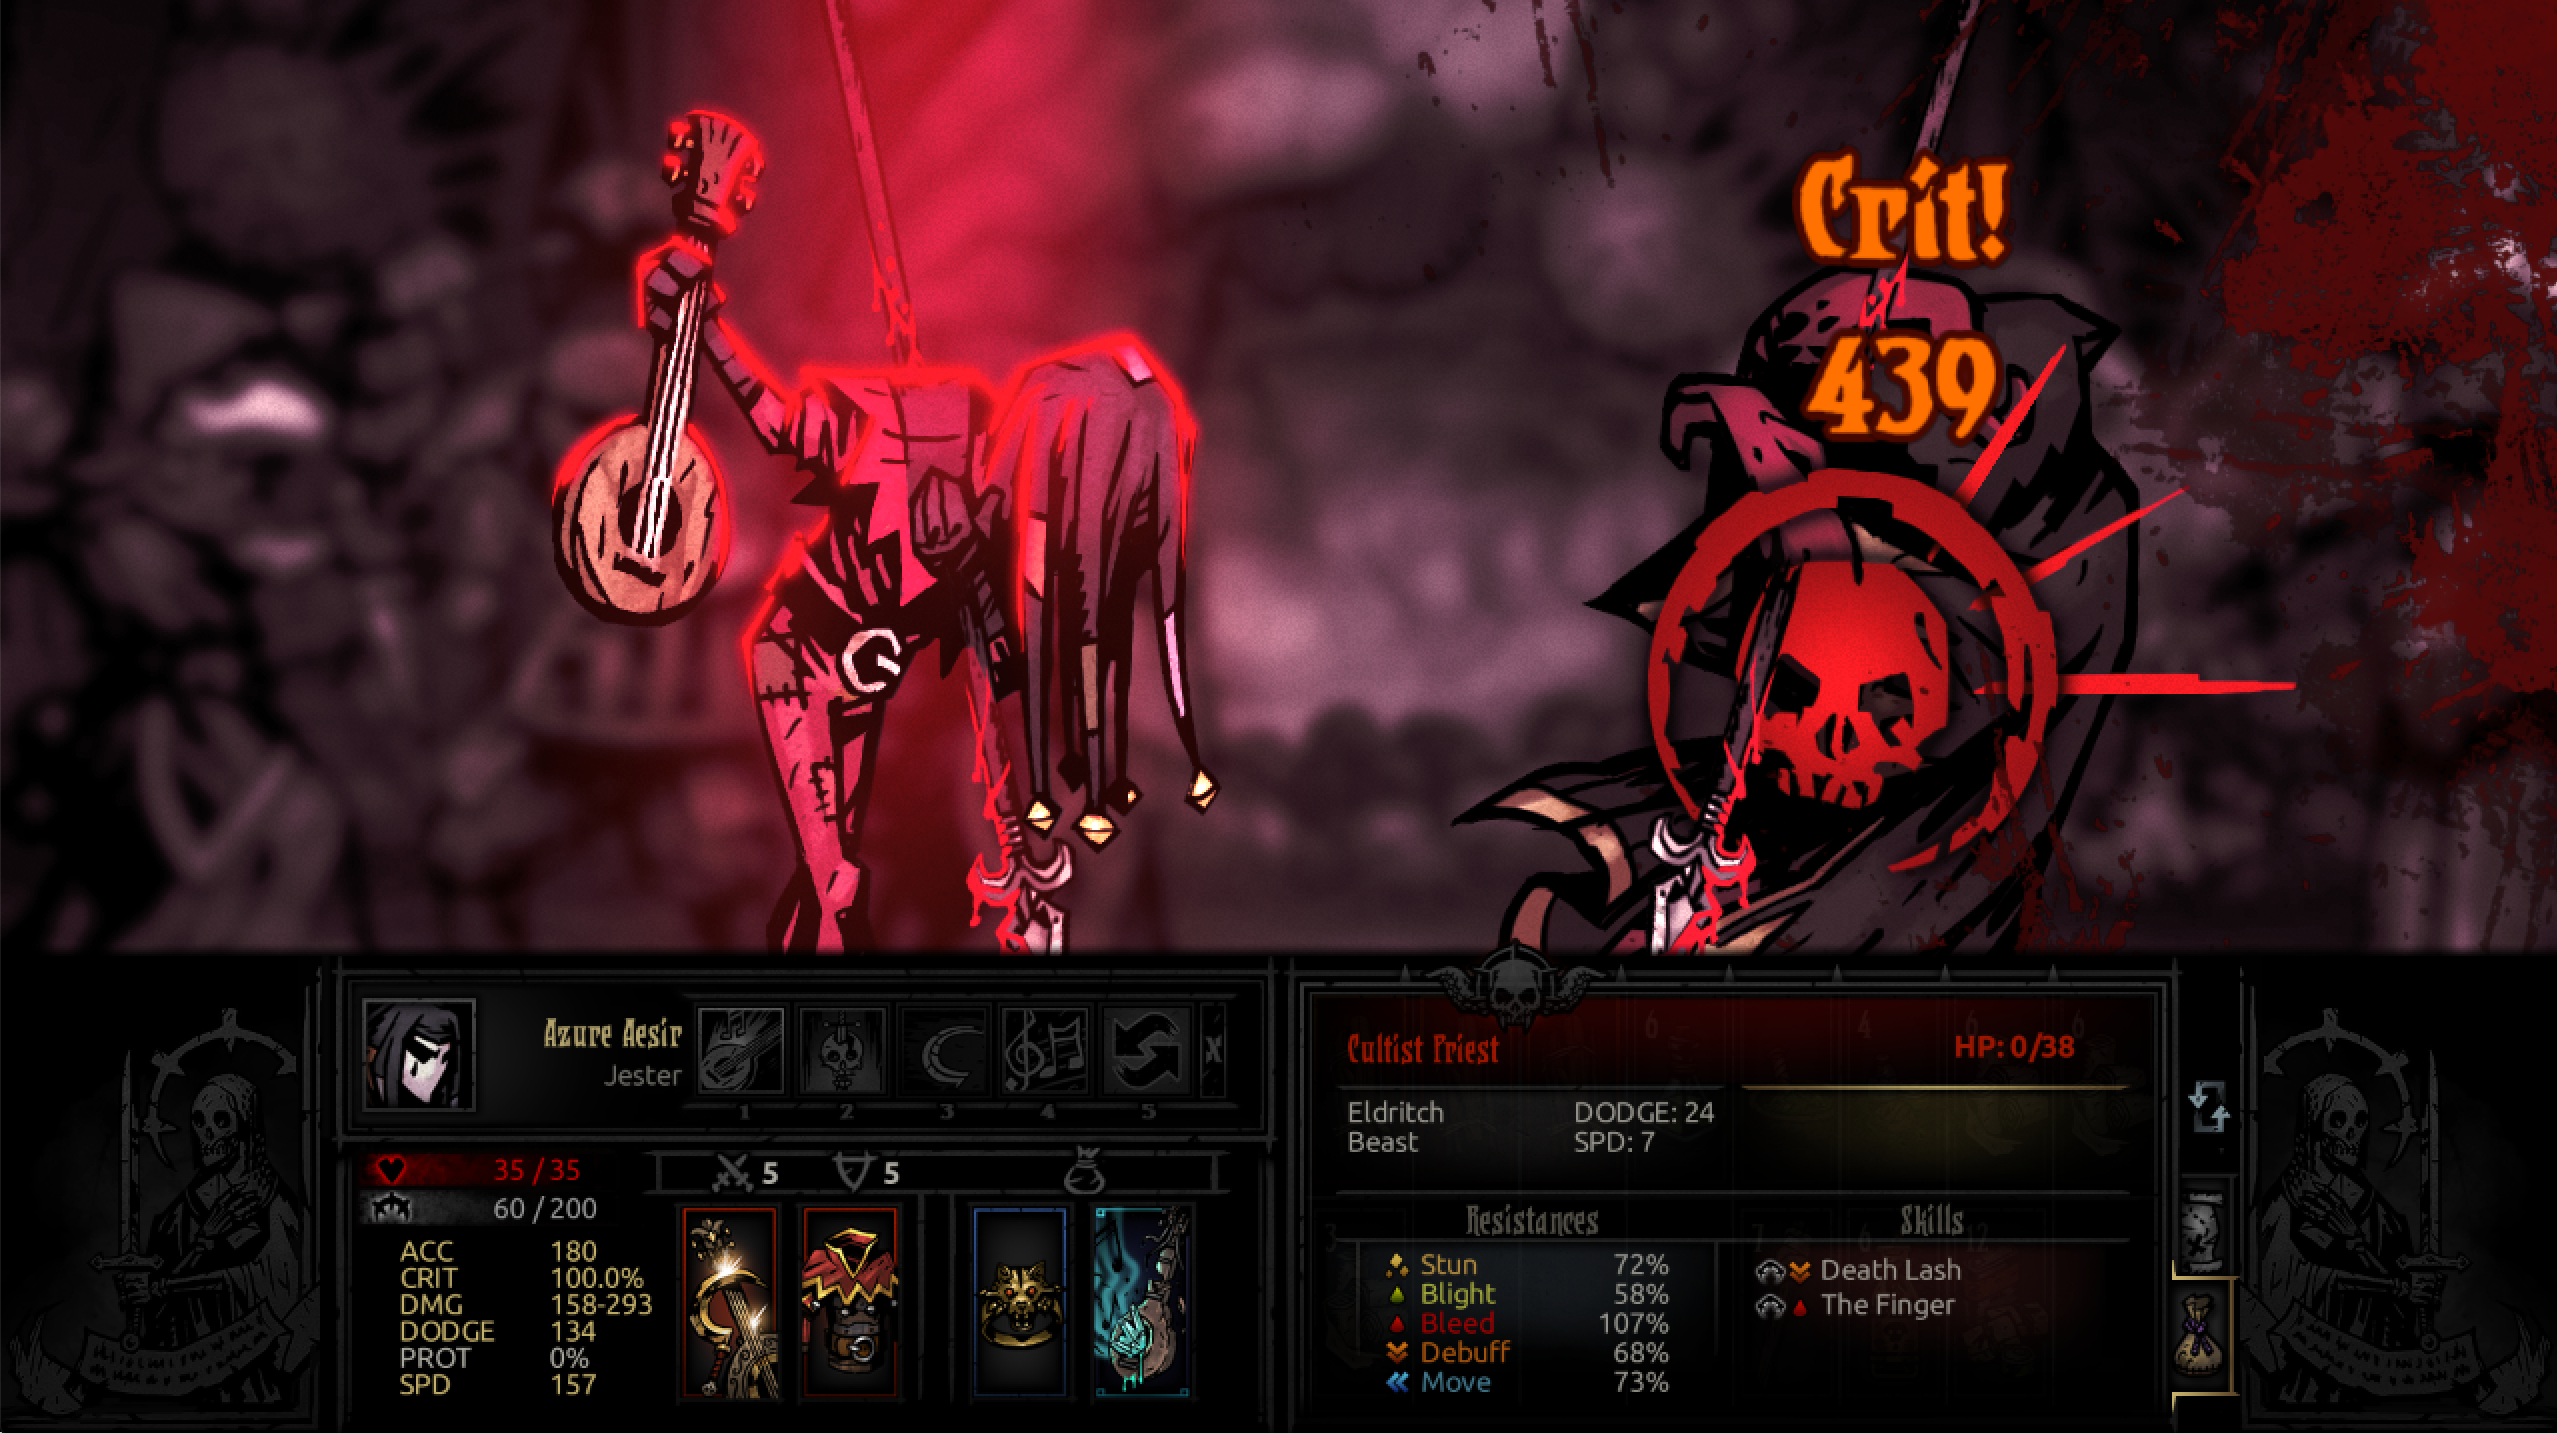 Crit!
439
Azure Aesir
Jester
1 2 3 4 5
X
35 / 35
60 / 200
5 5
ACC 180
CRIT 100.0%
DMG 158-293
DODGE 134
PROT 0%
SPD 157
Cultist Priest
HP: 0/38
Eldritch DODGE: 24
Beast SPD: 7
Resistances Skills
Stun 72%
Blight 58%
Bleed 107%
Debuff 68%
Move 73%
Death Lash
The Finger